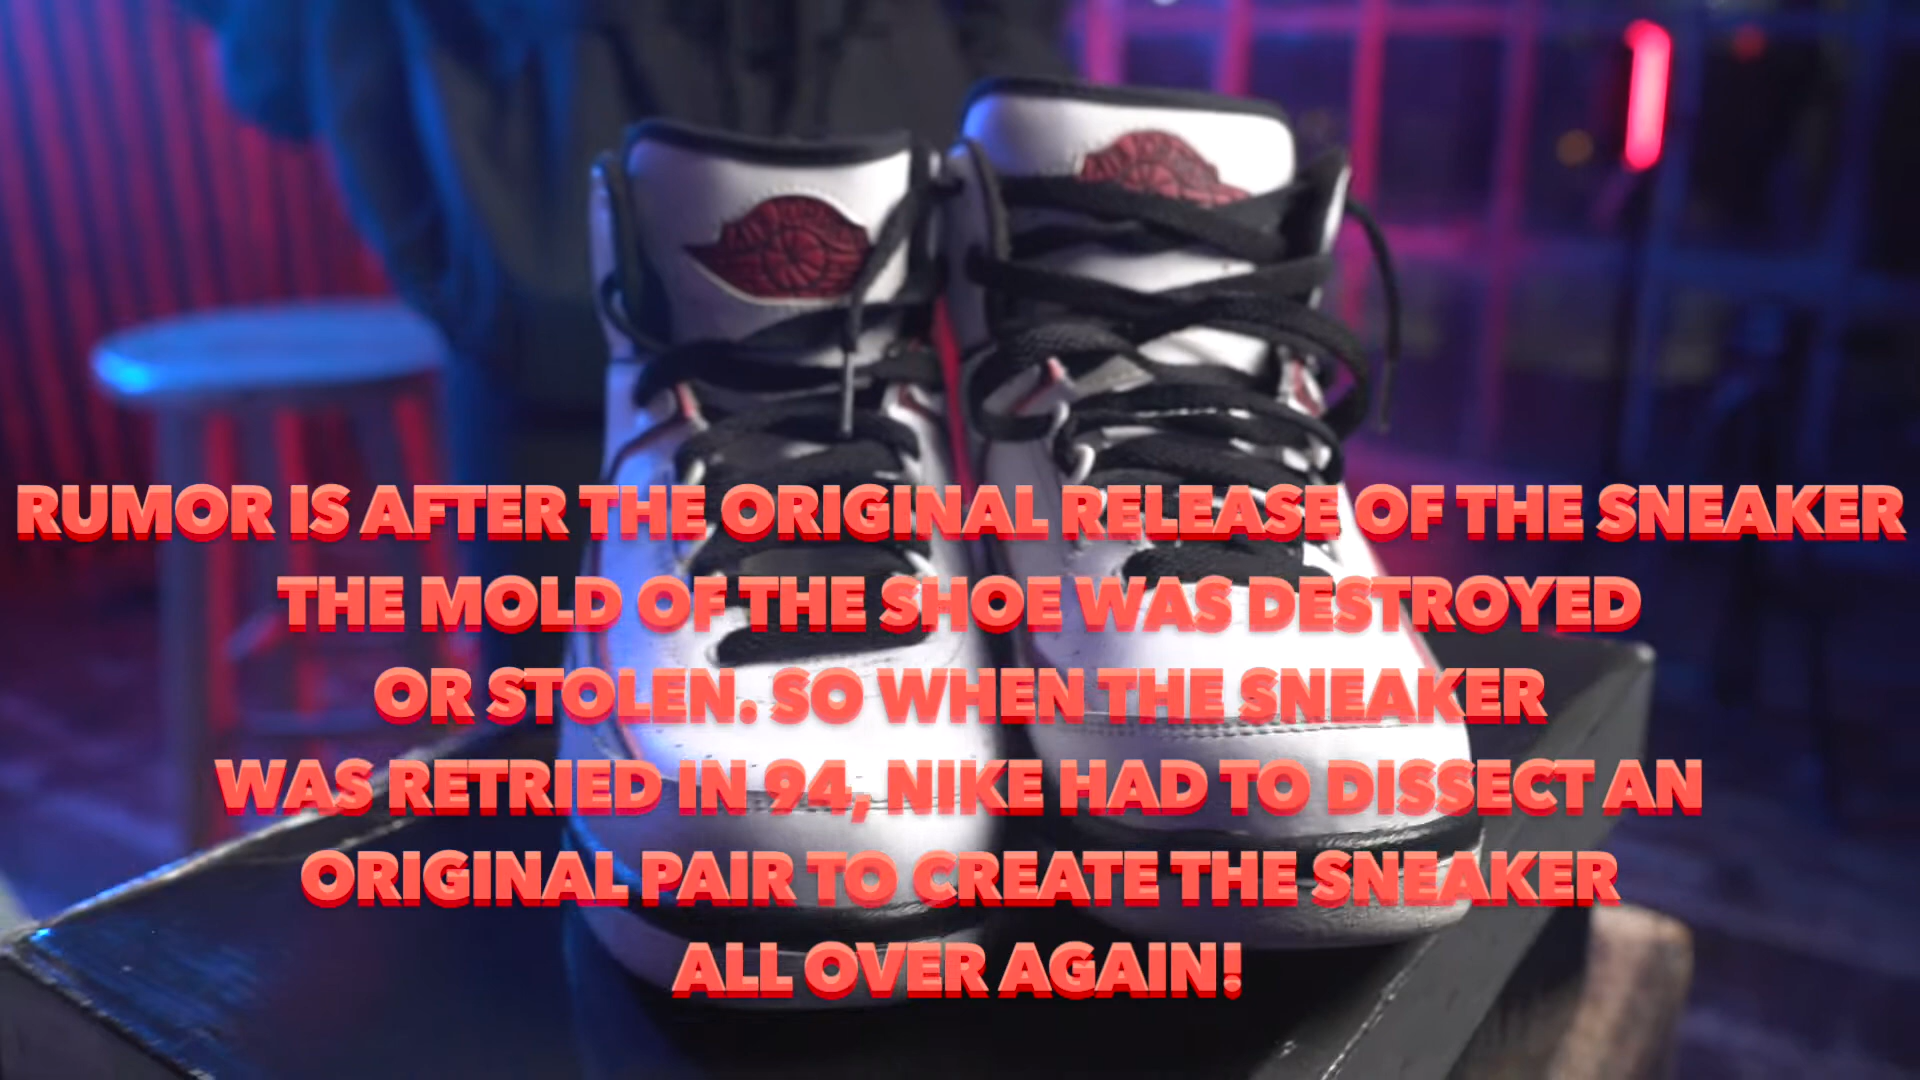 RUMOR IS AFTER THE ORIGINAL RELEASE OF THE SNEAKER
THE MOLD OF THE SHOE WAS DESTROYED
OR STOLEN. SO WHEN THE SNEAKER
WAS RETRIED IN 94, NIKE HAD TO DISSECT AN
ORIGINAL PAIR TO CREATE THE SNEAKER
ALL OVER AGAIN!